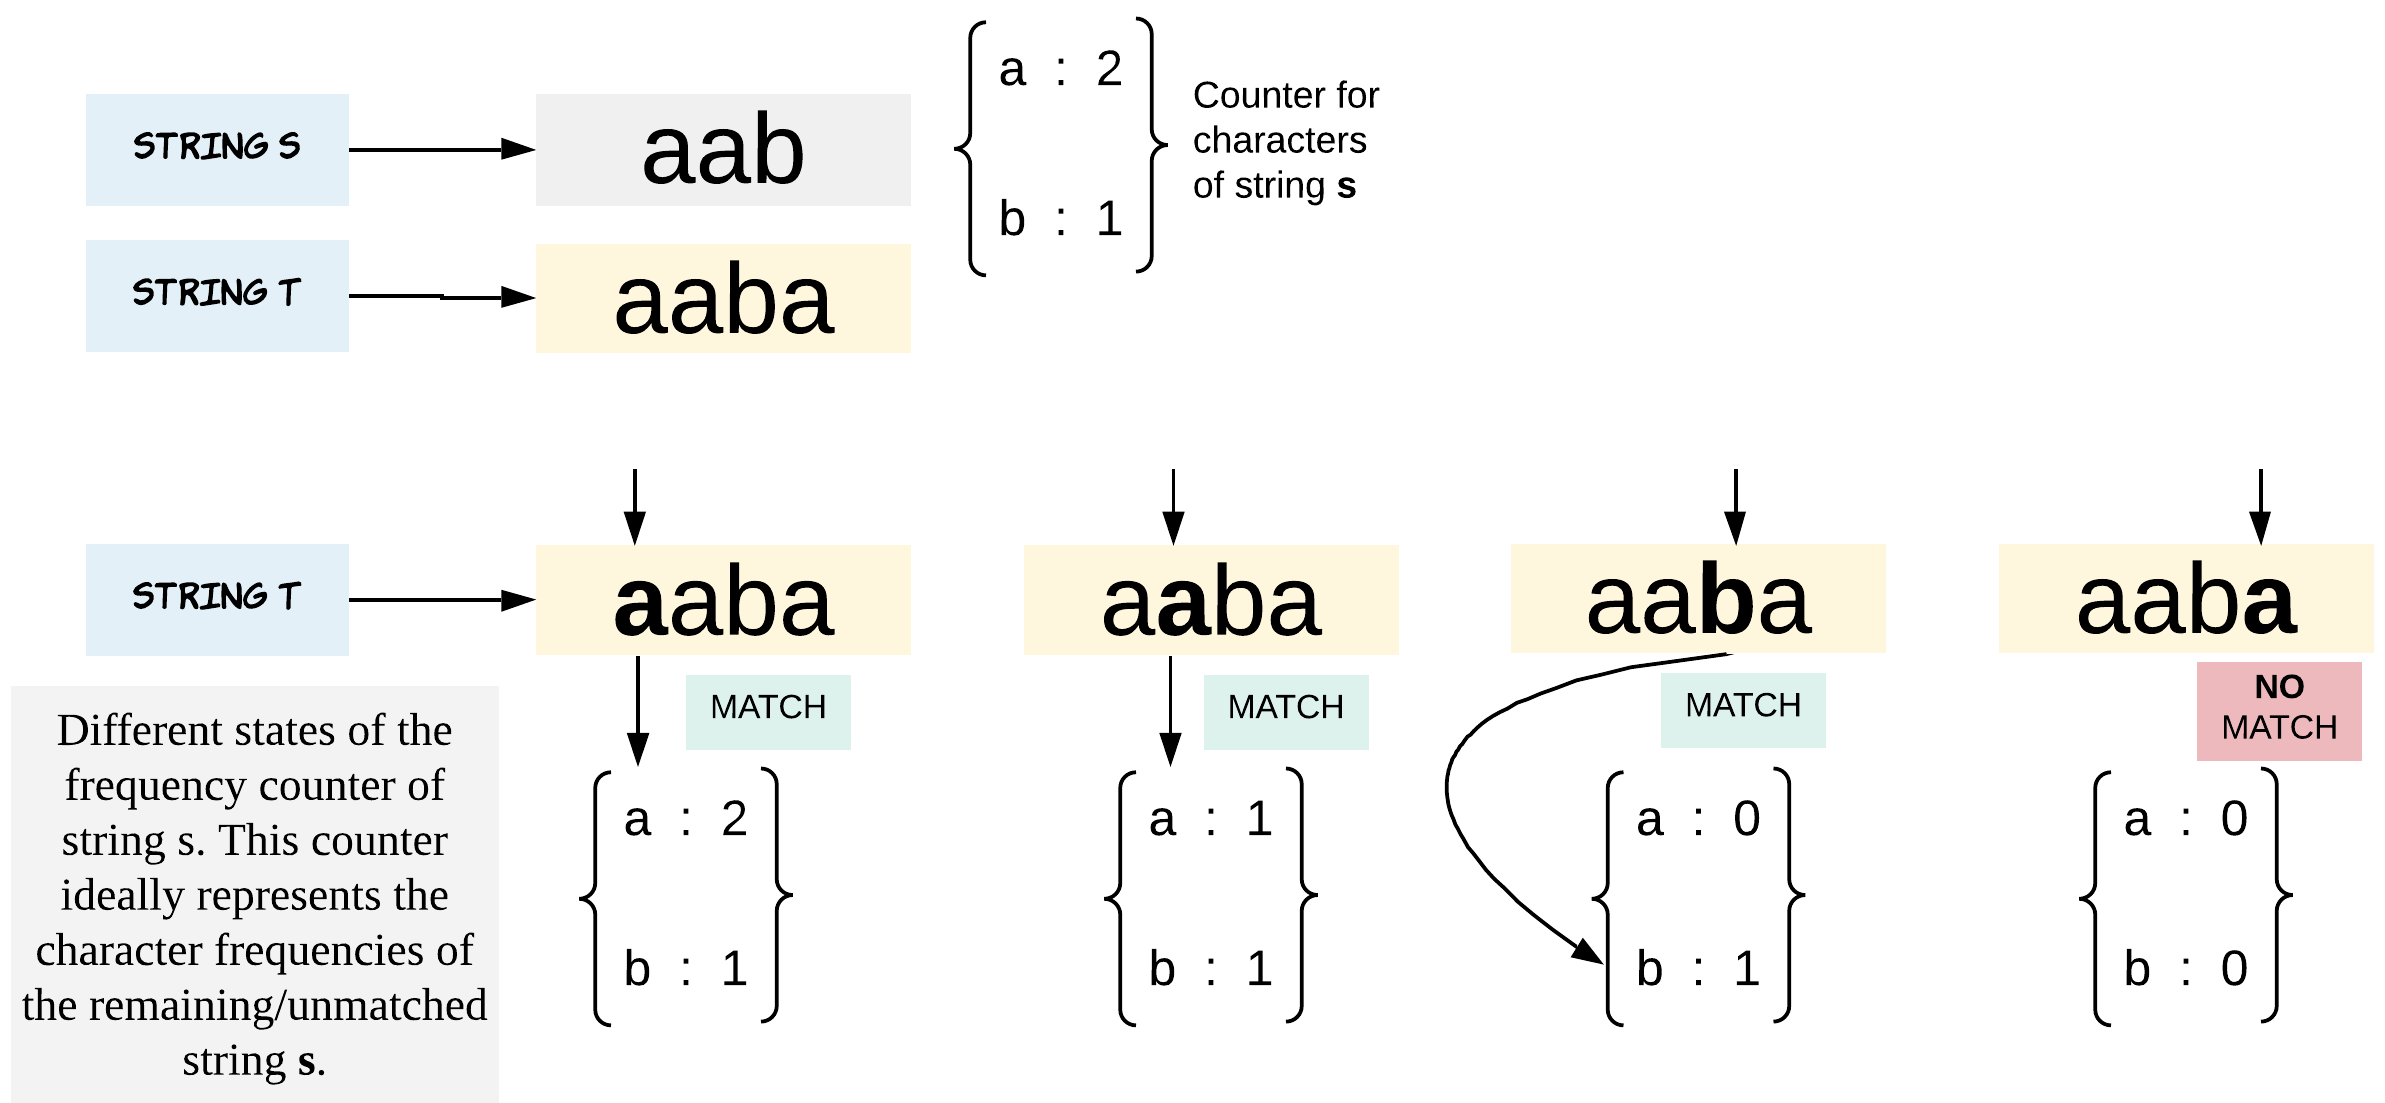 STRING S
aab
a : 2
b : 1
Counter for
characters
of string s
STRING T
aaba
STRING T
aaba
MATCH
a : 2
b : 1
aaba
MATCH
a : 1
b : 1
aaba
MATCH
a : 0
b : 1
aaba
NO
MATCH
a : 0
b : 0
Different states of the
frequency counter of
string s. This counter
ideally represents the
character frequencies of
the remaining/unmatched
string s.